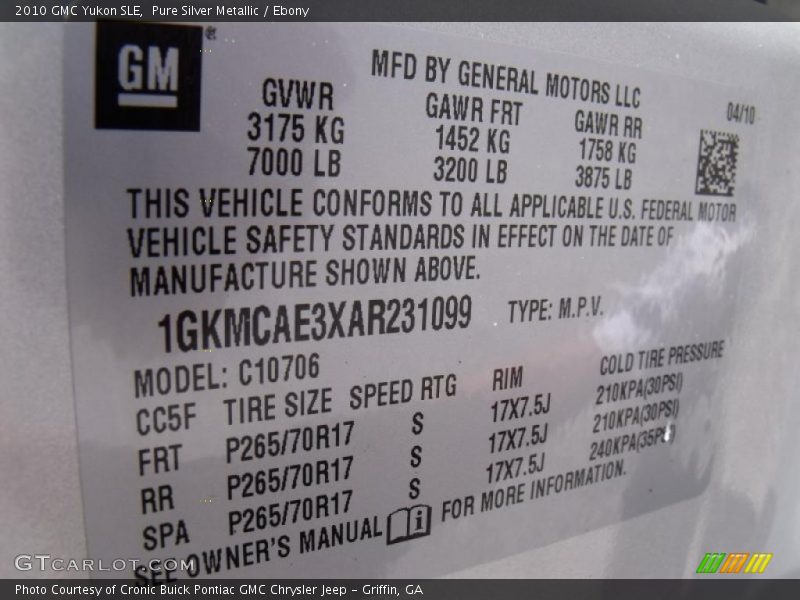 2010 GMC Yukon SLE, Pure Silver Metallic / Ebony
GM ®
MFD BY GENERAL MOTORS LLC
04/10
GVWR GAWR FRT GAWR RR
3175 KG 1452 KG 1758 KG
7000 LB 3200 LB 3875 LB
THIS VEHICLE CONFORMS TO ALL APPLICABLE U.S. FEDERAL MOTOR
VEHICLE SAFETY STANDARDS IN EFFECT ON THE DATE OF
MANUFACTURE SHOWN ABOVE.
1GKMCAE3XAR231099 TYPE: M.P.V.
MODEL: C10706
CC5F TIRE SIZE SPEED RTG RIM COLD TIRE PRESSURE
FRT P265/70R17 S 17X7.5J 210KPA(30PSI)
RR P265/70R17 S 17X7.5J 210KPA(30PSI)
SPA P265/70R17 S 17X7.5J 240KPA(35PSI)
SEE OWNER'S MANUAL FOR MORE INFORMATION.
GTCARLOT.COM
Photo Courtesy of Cronic Buick Pontiac GMC Chrysler Jeep - Griffin, GA